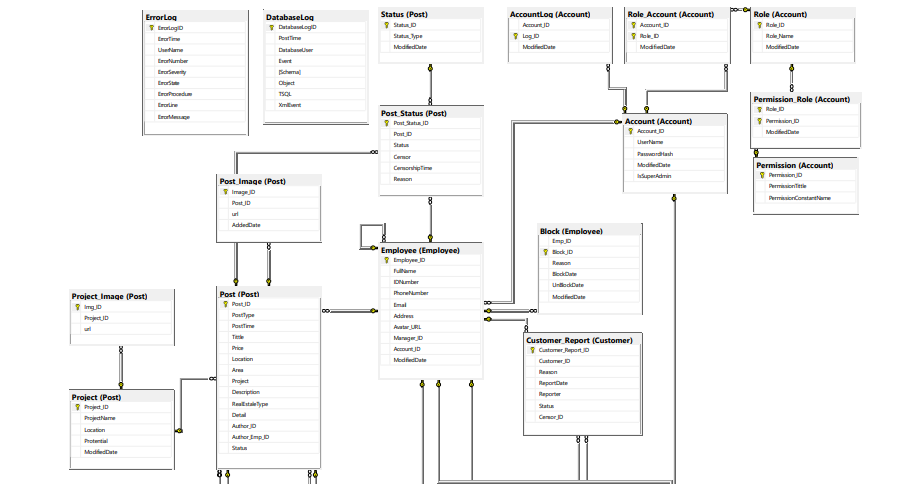 ErrorLog
ErrorLogID
ErrorTime
UserName
ErrorNumber
ErrorSeverity
ErrorState
ErrorProcedure
ErrorLine
ErrorMessage
DatabaseLog
DatabaseLogID
PostTime
DatabaseUser
Event
[Schema]
Object
TSQL
XmlEvent
Status (Post)
Status_ID
Status_Type
ModifiedDate
AccountLog (Account)
Account_ID
Log_ID
ModifiedDate
Role_Account (Account)
Account_ID
Role_ID
ModifiedDate
Role (Account)
Role_ID
Role_Name
ModifiedDate
Post_Status (Post)
Post_Status_ID
Post_ID
Status
Censor
CensorshipTime
Reason
Account (Account)
Account_ID
UserName
PasswordHash
ModifiedDate
IsSuperAdmin
Permission_Role (Account)
Role_ID
Permission_ID
ModifiedDate
Permission (Account)
Permission_ID
PermissionTittle
PermissionConstantName
Post_Image (Post)
Image_ID
Post_ID
url
AddedDate
Employee (Employee)
Employee_ID
FullName
IDNumber
PhoneNumber
Email
Address
Avatar_URL
Manager_ID
Account_ID
ModifiedDate
Block (Employee)
Emp_ID
Block_ID
Reason
BlockDate
UnBlockDate
ModifiedDate
Project_Image (Post)
Img_ID
Project_ID
url
Post (Post)
Post_ID
PostType
PostTime
Tittle
Price
Location
Area
Project
Description
RealEstaleType
Detail
Author_ID
Author_Emp_ID
Status
Customer_Report (Customer)
Customer_Report_ID
Customer_ID
Reason
ReportDate
Reporter
Status
Censor_ID
Project (Post)
Project_ID
ProjectName
Location
Protential
ModifiedDate